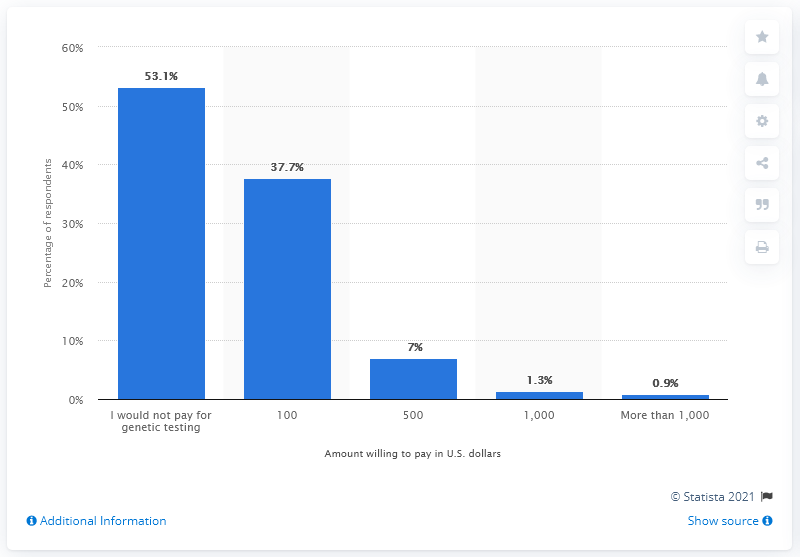 60%
50%
40%
30%
20%
10%
0%
Percentage of respondents
53.1%
37.7%
7%
1.3%
0.9%
I would not pay for
genetic testing
100
500
1,000
More than 1,000
Amount willing to pay in U.S. dollars
© Statista 2021
Additional Information
Show source